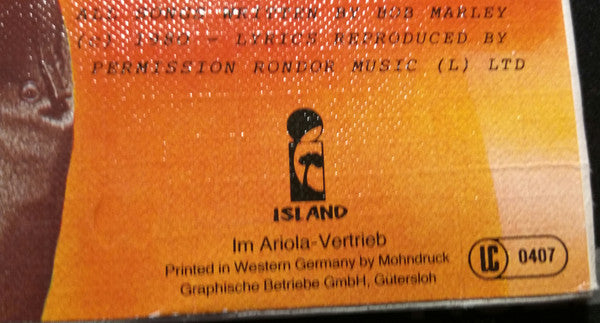 ALL SONGS WRITTEN BY BOB MARLEY
(c) 1980 - LYRICS REPRODUCED BY
PERMISSION RONDOR MUSIC (L) LTD
ISLAND
Im Ariola-Vertrieb
Printed in Western Germany by Mohndruck
Graphische Betriebe GmbH, Gütersloh
LC 0407